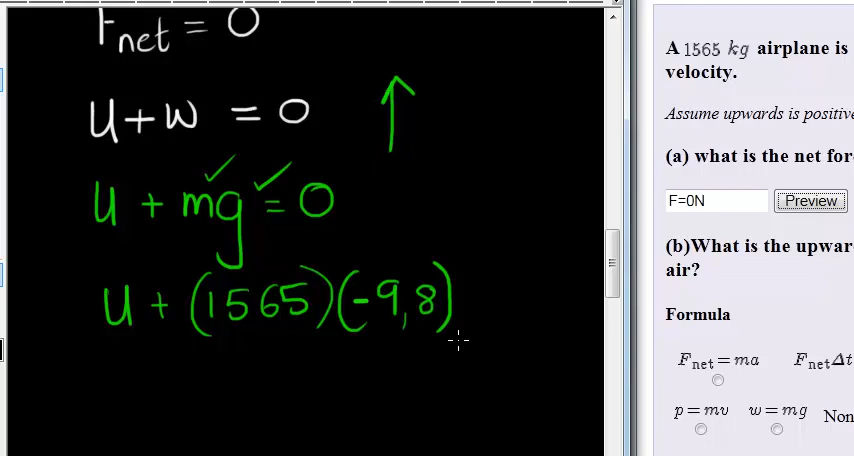 Fnet = 0
U + W = 0
U + mg = 0
U + (1565)(-9,8)
A 1565 kg airplane is
velocity.
Assume upwards is positive
(a) what is the net for
F=0N Preview
(b)What is the upwar
air?
Formula
Fnet = ma FnetΔt
p = mv w = mg Non